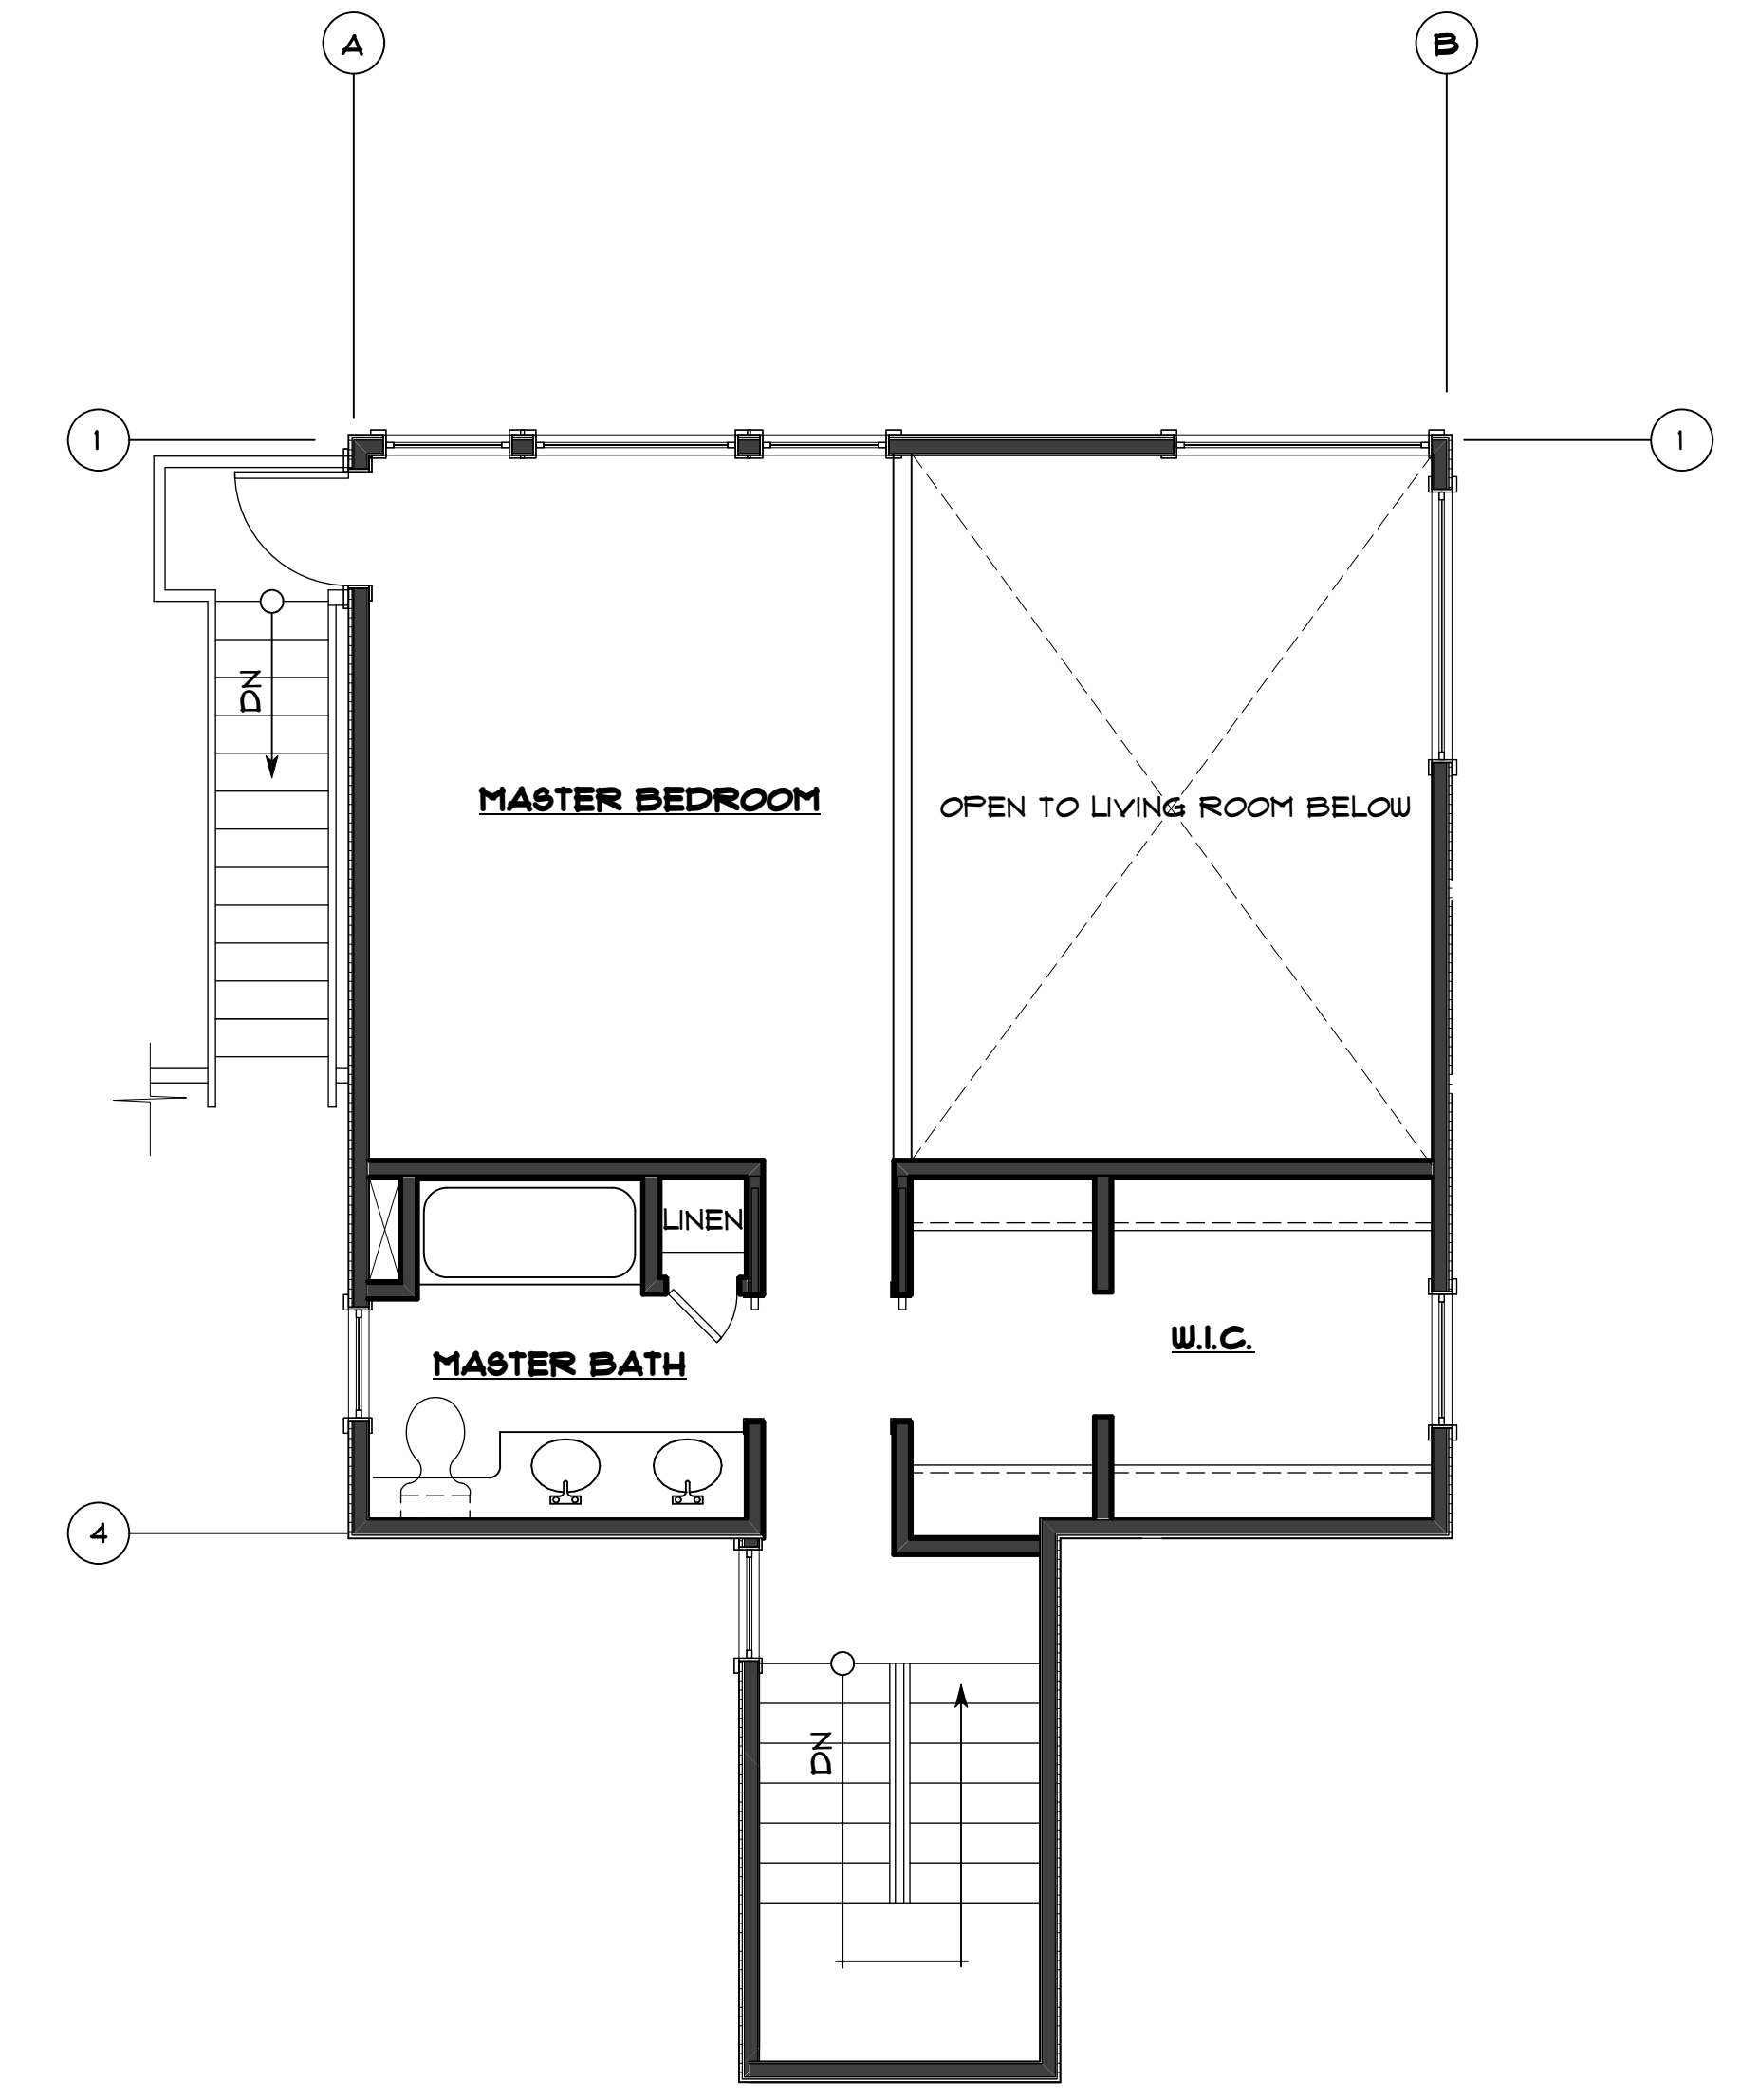 A
B
1
1
DN
MASTER BEDROOM
OPEN TO LIVING ROOM BELOW
LINEN
W.I.C.
MASTER BATH
4
DN